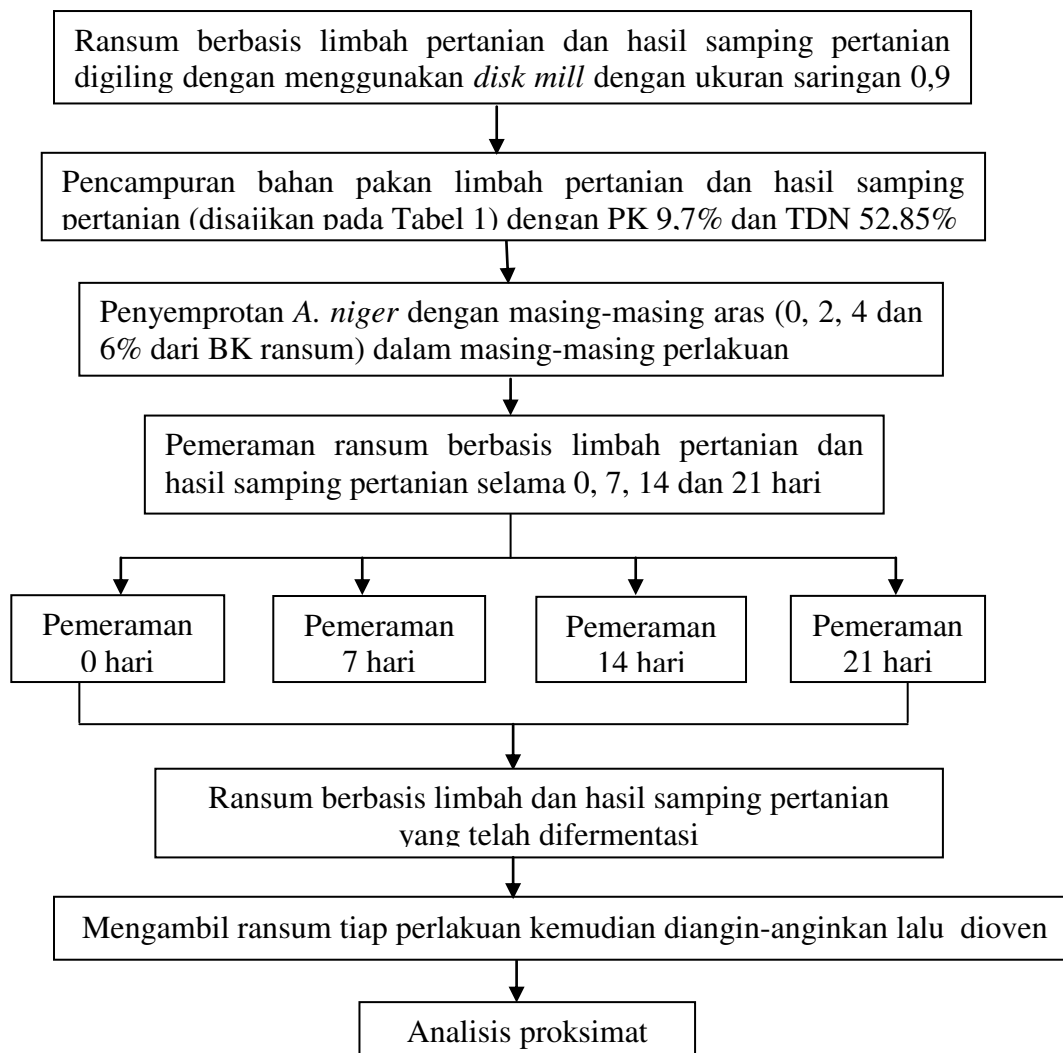 Ransum berbasis limbah pertanian dan hasil samping pertanian
digiling dengan menggunakan disk mill dengan ukuran saringan 0,9
Pencampuran bahan pakan limbah pertanian dan hasil samping
pertanian (disajikan pada Tabel 1) dengan PK 9,7% dan TDN 52,85%
Penyemprotan A. niger dengan masing-masing aras (0, 2, 4 dan
6% dari BK ransum) dalam masing-masing perlakuan
Pemeraman ransum berbasis limbah pertanian dan
hasil samping pertanian selama 0, 7, 14 dan 21 hari
Pemeraman
0 hari
Pemeraman
7 hari
Pemeraman
14 hari
Pemeraman
21 hari
Ransum berbasis limbah dan hasil samping pertanian
yang telah difermentasi
Mengambil ransum tiap perlakuan kemudian diangin-anginkan lalu dioven
Analisis proksimat